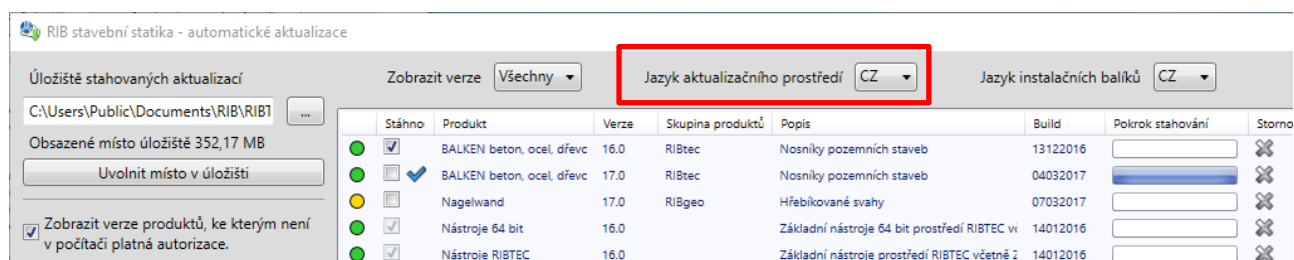 RIB stavební statika - automatické aktualizace
Úložiště stahovaných aktualizací
Zobrazit verze Všechny
Jazyk aktualizačního prostředí CZ
Jazyk instalačních balíků CZ
C:\Users\Public\Documents\RIB\RIBT ...
Obsazené místo úložiště 352,17 MB
Uvolnit místo v úložišti
Zobrazit verze produktů, ke kterým není
v počítači platná autorizace.
Stáhno Produkt Verze Skupina produktů Popis Build Pokrok stahování Storno
BALKEN beton, ocel, dřevc 16.0 RIBtec Nosníky pozemních staveb 13122016
BALKEN beton, ocel, dřevc 17.0 RIBtec Nosníky pozemních staveb 04032017
Nagelwand 17.0 RIBgeo Hřebíkované svahy 07032017
Nástroje 64 bit 16.0 Základní nástroje 64 bit prostředí RIBTEC vč 14012016
Nástroje RIBTEC 16.0 Základní nástroje prostředí RIBTEC včetně 2 14012016